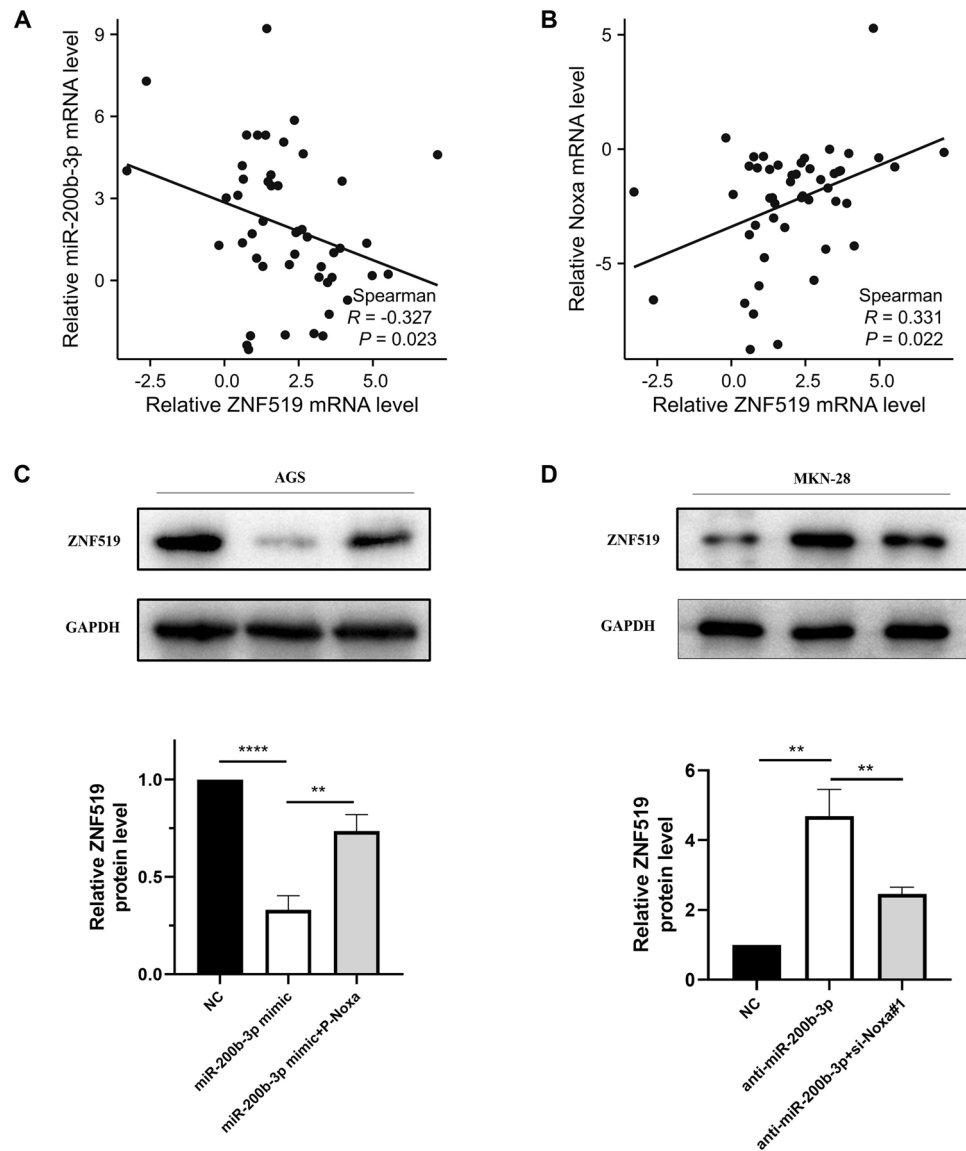 A
Relative miR-200b-3p mRNA level
9
6
3
0
Spearman
R = -0.327
P = 0.023
-2.5 0.0 2.5 5.0
Relative ZNF519 mRNA level
B
Relative Noxa mRNA level
5
0
-5
Spearman
R = 0.331
P = 0.022
-2.5 0.0 2.5 5.0
Relative ZNF519 mRNA level
C
AGS
ZNF519
GAPDH
Relative ZNF519
protein level
1.0
0.5
0.0
****
**
NC
miR-200b-3p mimic
miR-200b-3p mimic+P-Noxa
D
MKN-28
ZNF519
GAPDH
Relative ZNF519
protein level
6
4
2
0
**
**
NC
anti-miR-200b-3p
anti-miR-200b-3p+si-Noxa#1